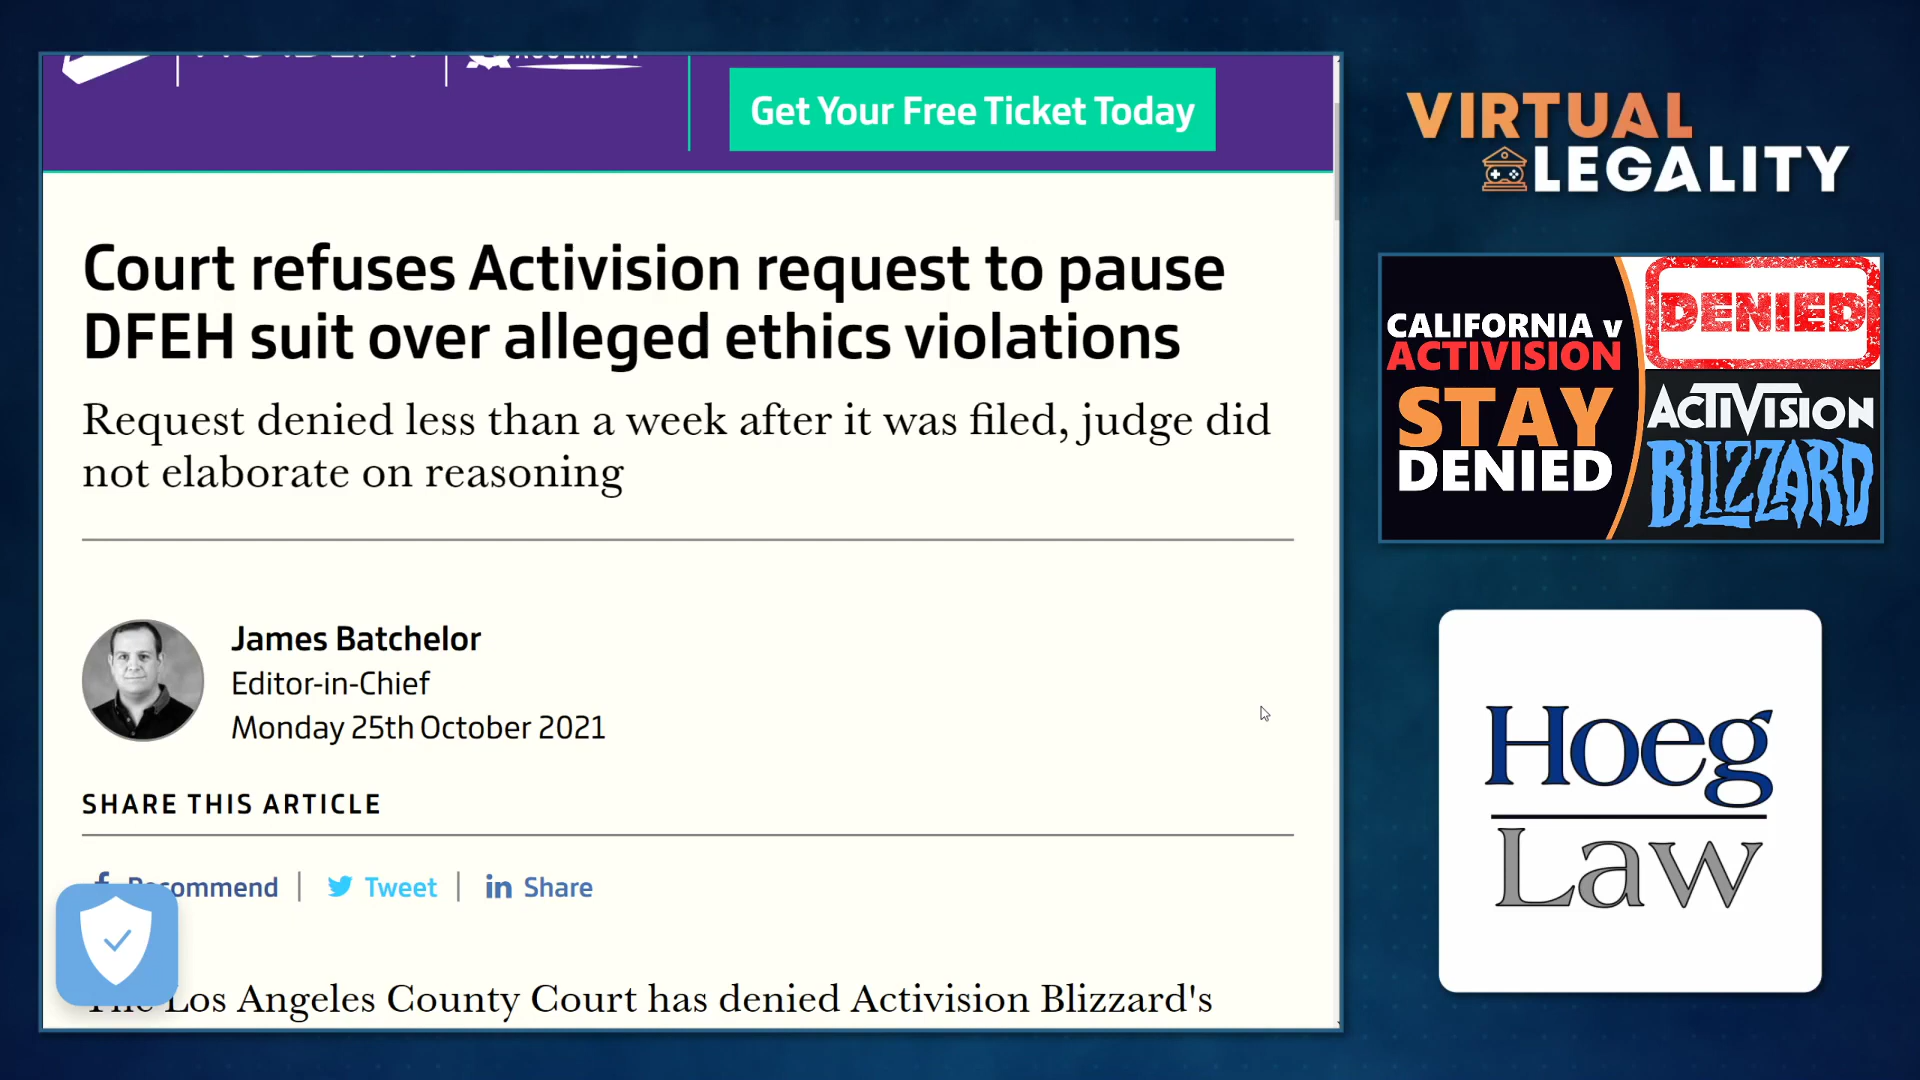 Get Your Free Ticket Today
Court refuses Activision request to pause
DFEH suit over alleged ethics violations
Request denied less than a week after it was filed, judge did
not elaborate on reasoning
James Batchelor
Editor-in-Chief
Monday 25th October 2021
SHARE THIS ARTICLE
Recommend | Tweet | in Share
The Los Angeles County Court has denied Activision Blizzard's
VIRTUAL
LEGALITY
CALIFORNIA v
ACTIVISION
STAY
DENIED
DENIED
ACTIVISION
BLIZZARD
Hoeg
Law